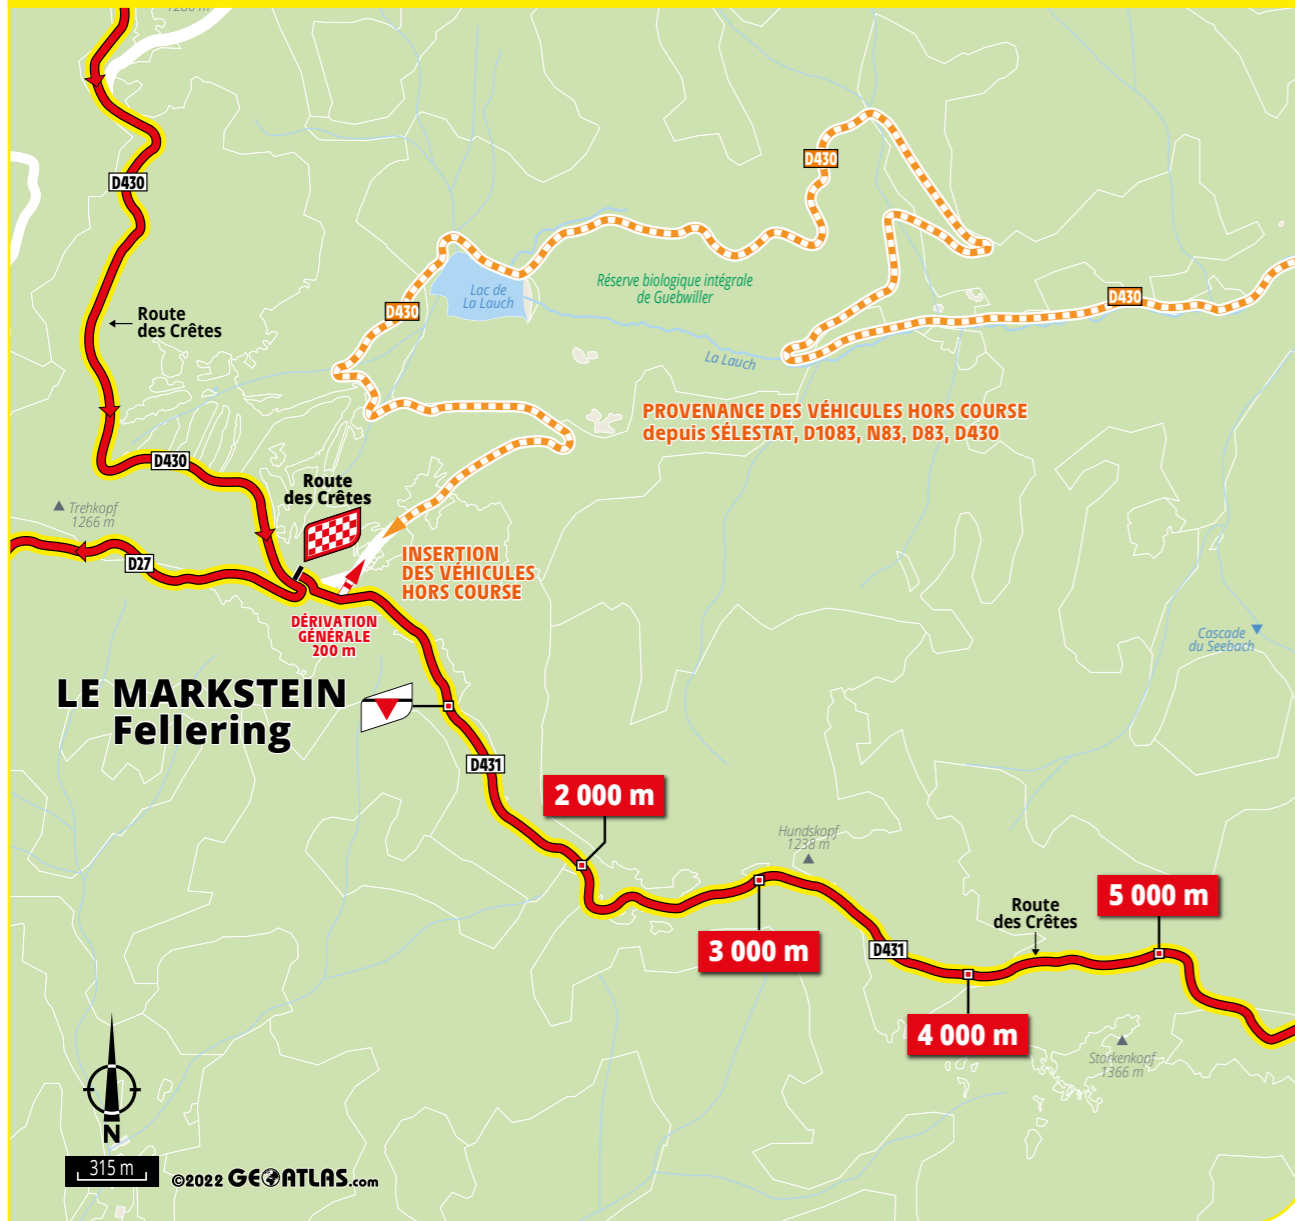 1280 m
D430
D430
Route
des Crêtes
Lac de
La Lauch
Réserve biologique intégrale
de Guebwiller
D430
D430
La Lauch
PROVENANCE DES VÉHICULES HORS COURSE
depuis SÉLESTAT, D1083, N83, D83, D430
D430
Route
des Crêtes
Trehkopf
1266 m
D27
INSERTION
DES VÉHICULES
HORS COURSE
DÉRIVATION
GÉNÉRALE
200 m
Cascade
du Seebach
LE MARKSTEIN
Fellering
D431
2 000 m
Hundskopf
1238 m
3 000 m
D431
Route
des Crêtes
5 000 m
4 000 m
Storkenkopf
1366 m
N
315 m
©2022 GEOATLAS.com